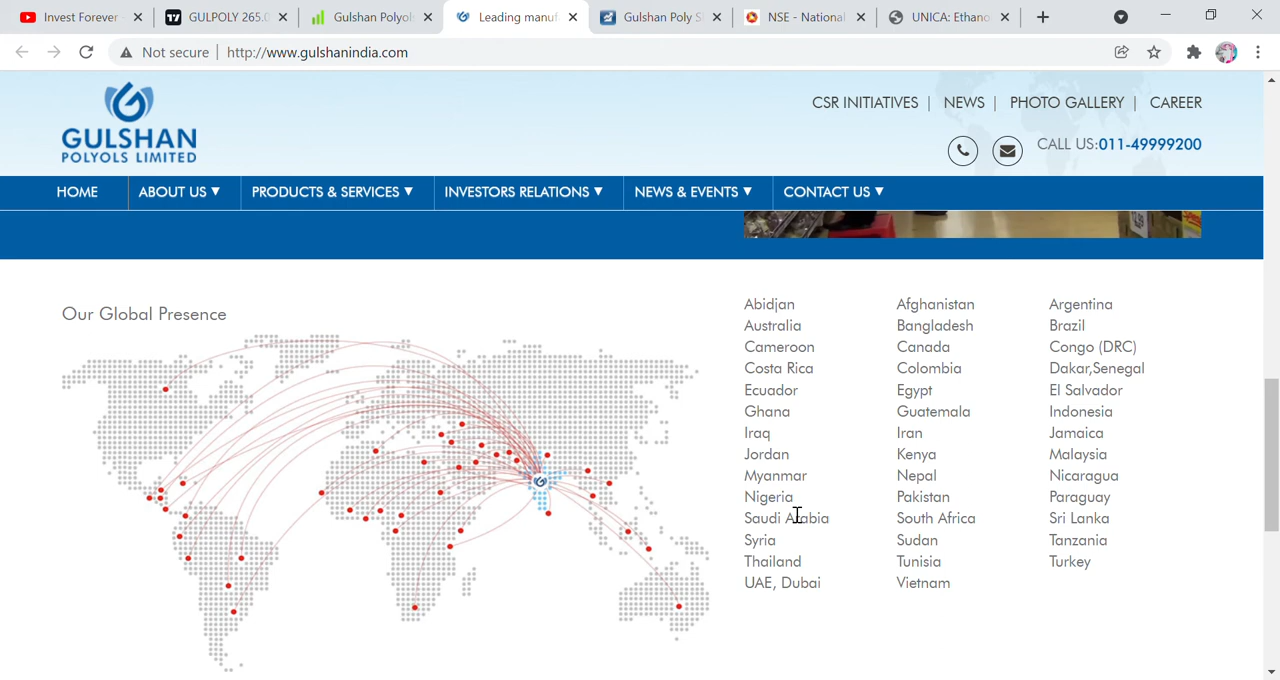 Invest Forever
GULPOLY 265.0
Gulshan Polyol
Leading manuf
Gulshan Poly S
NSE - National
UNICA: Ethano
Not secure
http://www.gulshanindia.com
GULSHAN
POLYOLS LIMITED
CSR INITIATIVES | NEWS | PHOTO GALLERY | CAREER
CALL US:011-49999200
HOME ABOUT US ▼ PRODUCTS & SERVICES ▼ INVESTORS RELATIONS ▼ NEWS & EVENTS ▼ CONTACT US ▼
Our Global Presence
Abidjan Afghanistan Argentina
Australia Bangladesh Brazil
Cameroon Canada Congo (DRC)
Costa Rica Colombia Dakar,Senegal
Ecuador Egypt El Salvador
Ghana Guatemala Indonesia
Iraq Iran Jamaica
Jordan Kenya Malaysia
Myanmar Nepal Nicaragua
Nigeria Pakistan Paraguay
Saudi Arabia South Africa Sri Lanka
Syria Sudan Tanzania
Thailand Tunisia Turkey
UAE, Dubai Vietnam